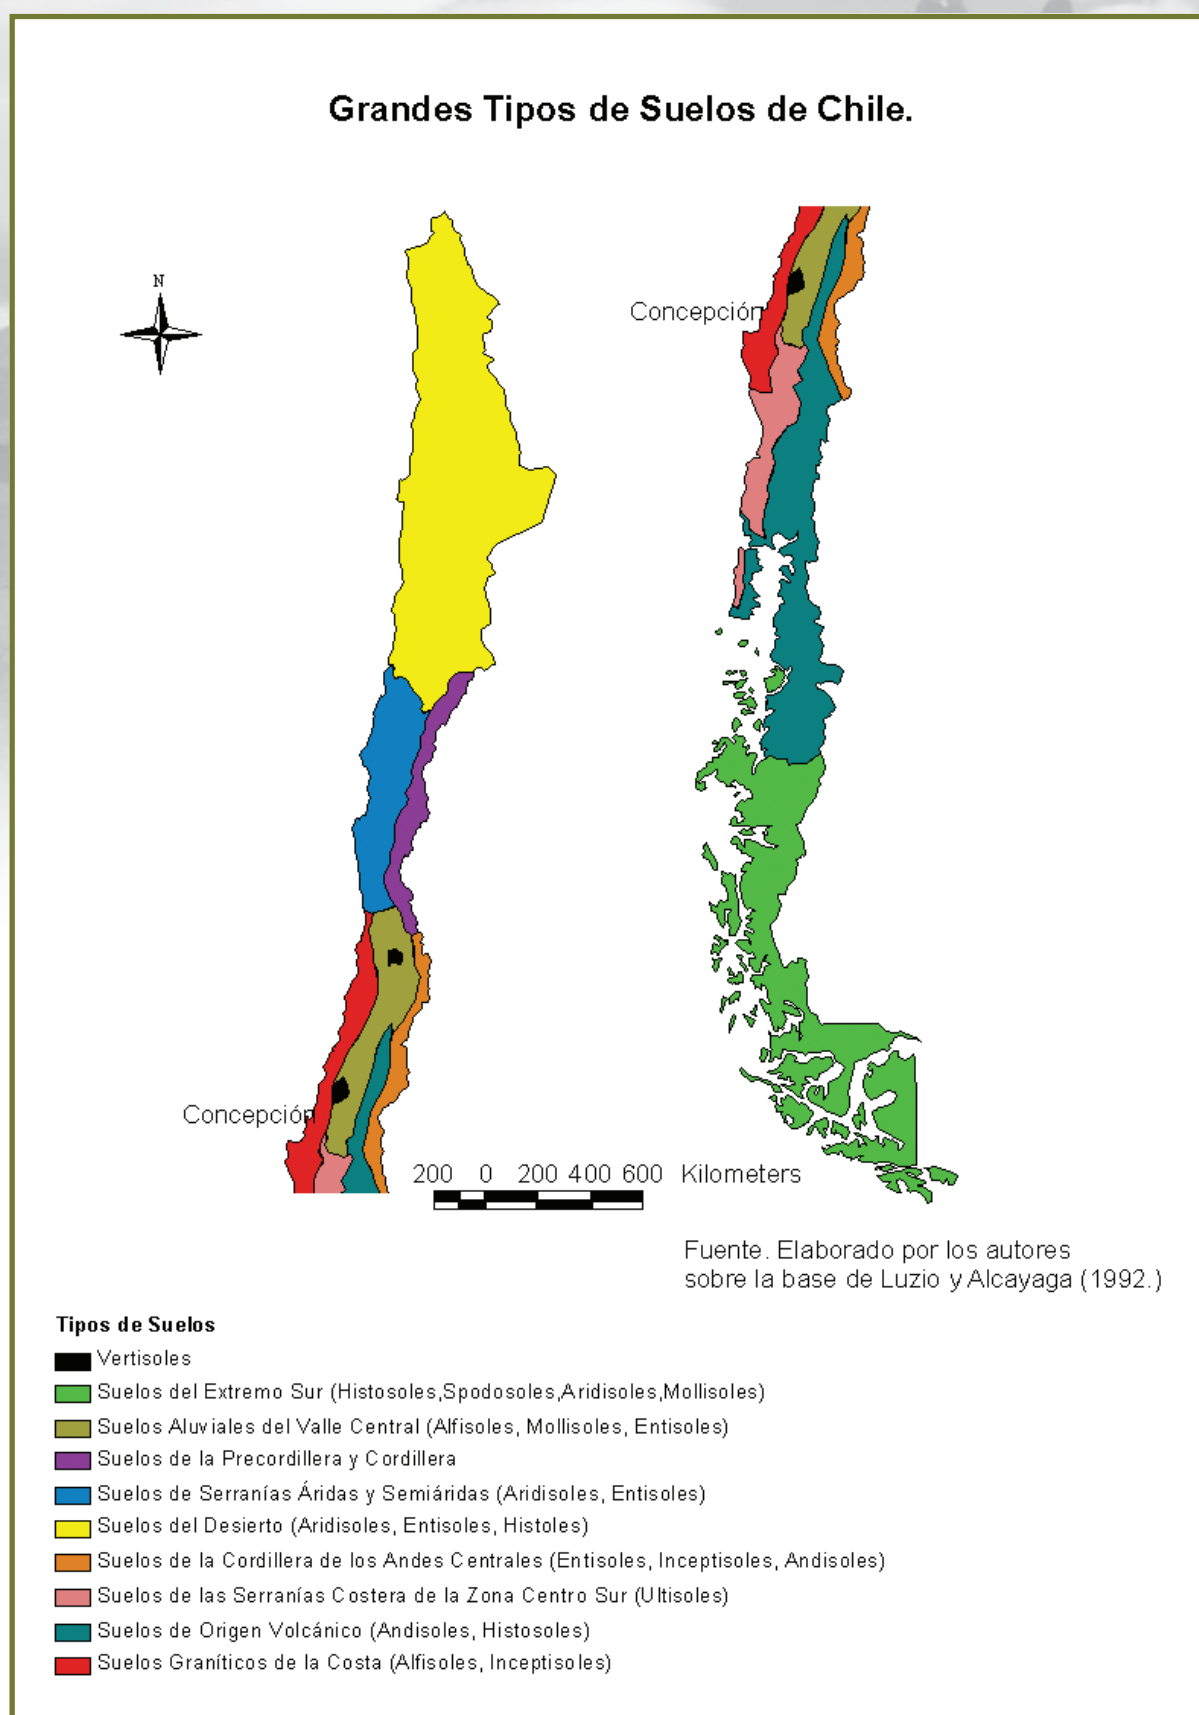 Grandes Tipos de Suelos de Chile.
N
Concepción
Concepción
200 0 200 400 600 Kilometers
Fuente. Elaborado por los autores
sobre la base de Luzio y Alcayaga (1992.)
Tipos de Suelos
Vertisoles
Suelos del Extremo Sur (Histosoles,Spodosoles,Aridisoles,Mollisoles)
Suelos Aluviales del Valle Central (Alfisoles, Mollisoles, Entisoles)
Suelos de la Precordillera y Cordillera
Suelos de Serranías Áridas y Semiáridas (Aridisoles, Entisoles)
Suelos del Desierto (Aridisoles, Entisoles, Histoles)
Suelos de la Cordillera de los Andes Centrales (Entisoles, Inceptisoles, Andisoles)
Suelos de las Serranías Costera de la Zona Centro Sur (Ultisoles)
Suelos de Origen Volcánico (Andisoles, Histosoles)
Suelos Graníticos de la Costa (Alfisoles, Inceptisoles)